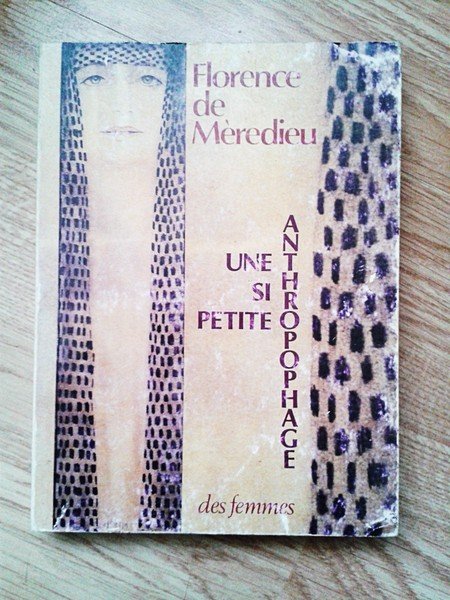 Florence
de
Mèredieu
UNE
SI
PETITE
ANTHROPOPHAGE
des femmes